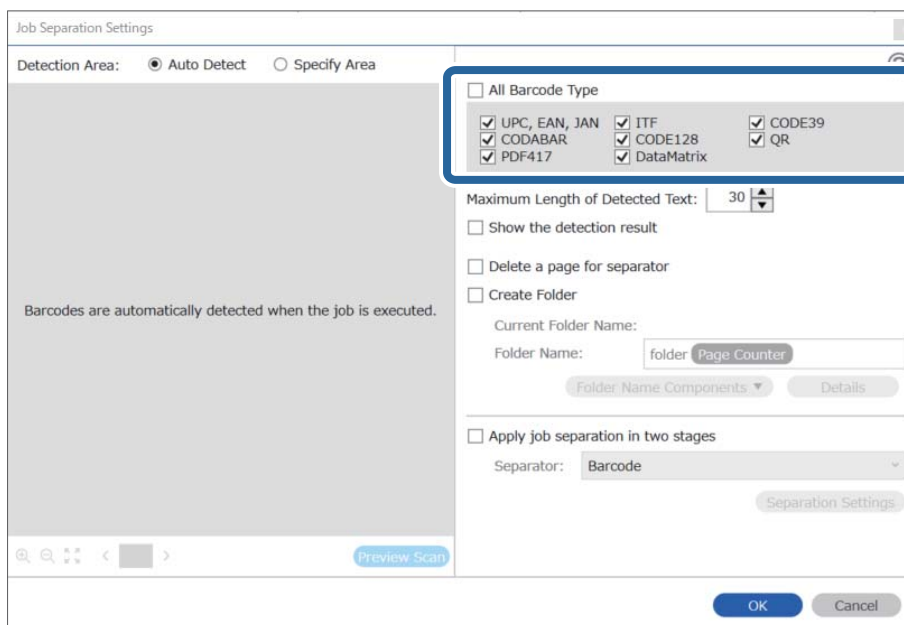 Job Separation Settings
Detection Area: Auto Detect Specify Area
All Barcode Type
UPC, EAN, JAN ITF CODE39
CODABAR CODE128 QR
PDF417 DataMatrix
Maximum Length of Detected Text: 30
Show the detection result
Delete a page for separator
Create Folder
Barcodes are automatically detected when the job is executed.
Current Folder Name:
Folder Name: folder Page Counter
Folder Name Components Details
Apply job separation in two stages
Separator: Barcode
Separation Settings
Preview Scan
OK Cancel